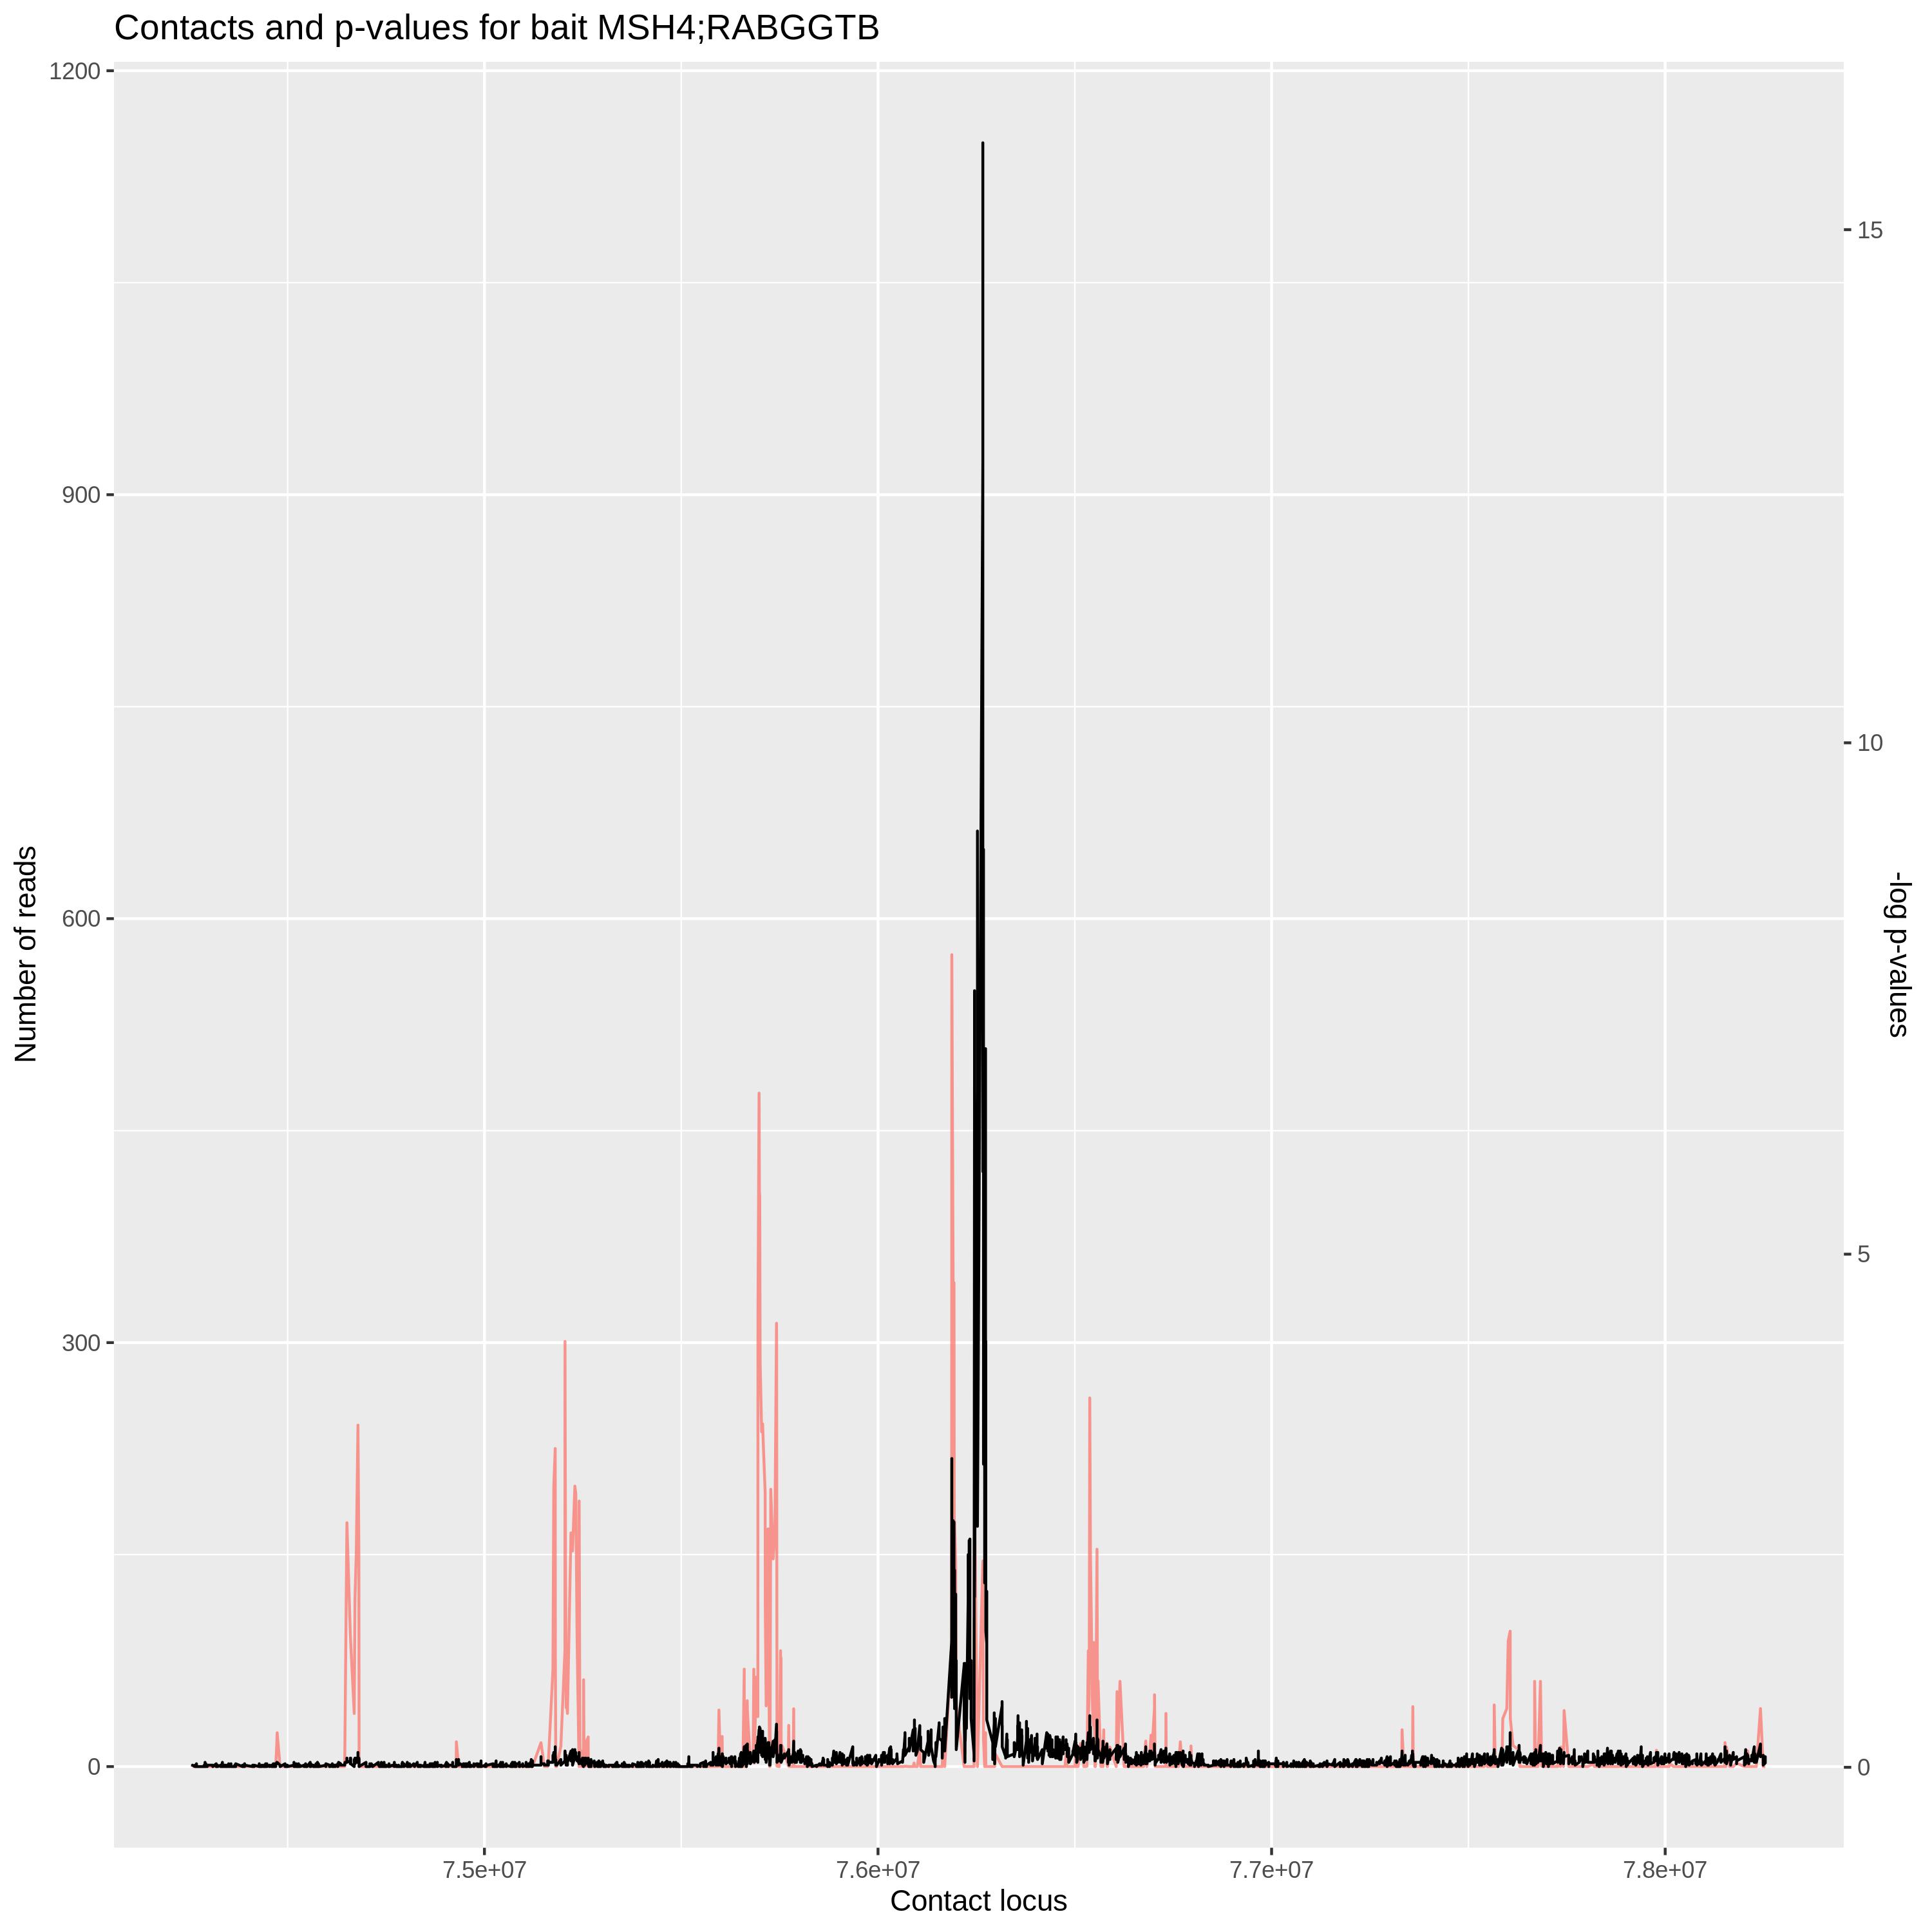 Contacts and p-values for bait MSH4;RABGGTB
1200
900
600
300
0
Number of reads
15
10
5
0
-log p-values
7.5e+07
7.6e+07
7.7e+07
7.8e+07
Contact locus